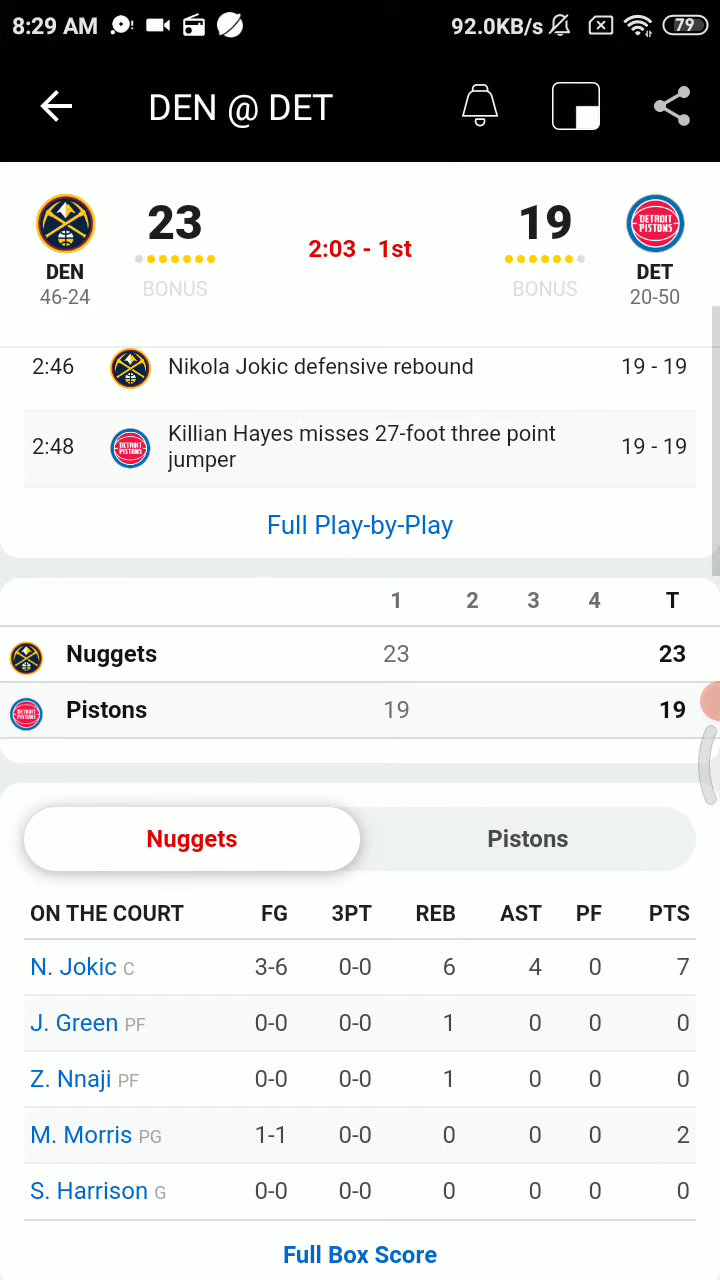 8:29 AM 92.0KB/s 79
DEN @ DET
23 19
2:03 - 1st
DEN DET
46-24 BONUS BONUS 20-50
2:46 Nikola Jokic defensive rebound 19 - 19
2:48 Killian Hayes misses 27-foot three point jumper 19 - 19
Full Play-by-Play
1 2 3 4 T
Nuggets 23 23
Pistons 19 19
Nuggets Pistons
ON THE COURT FG 3PT REB AST PF PTS
N. Jokic C 3-6 0-0 6 4 0 7
J. Green PF 0-0 0-0 1 0 0 0
Z. Nnaji PF 0-0 0-0 1 0 0 0
M. Morris PG 1-1 0-0 0 0 0 2
S. Harrison G 0-0 0-0 0 0 0 0
Full Box Score